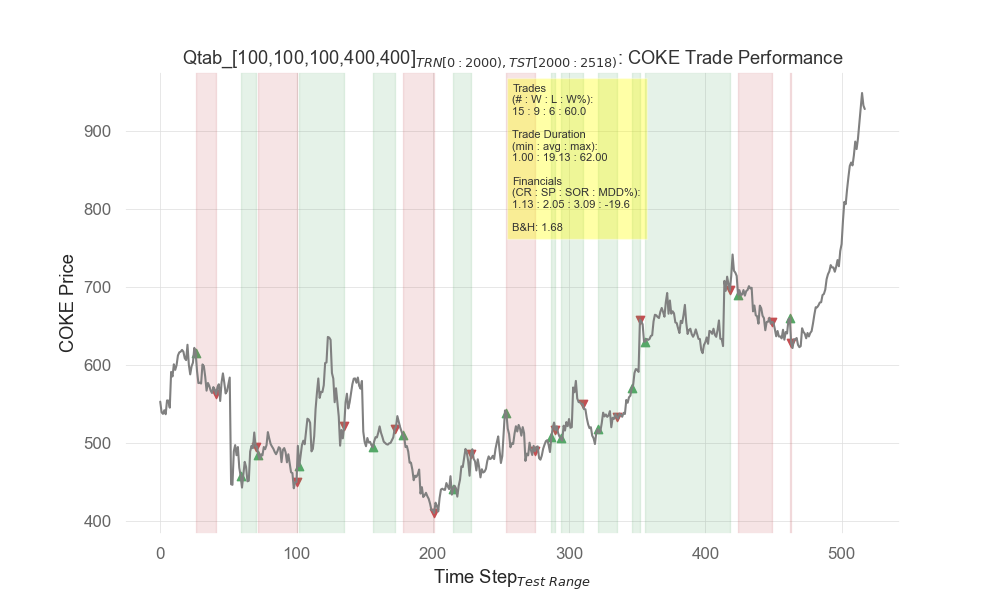 Qtab_[100,100,100,400,400]TRN[0 : 2000), TST[2000 : 2518): COKE Trade Performance
Trades
(# : W : L : W%):
15 : 9 : 6 : 60.0
Trade Duration
(min : avg : max):
1.00 : 19.13 : 62.00
Financials
(CR : SP : SOR : MDD%):
1.13 : 2.05 : 3.09 : -19.6
B&H: 1.68
COKE Price
900
800
700
600
500
400
0 100 200 300 400 500
Time Step Test Range